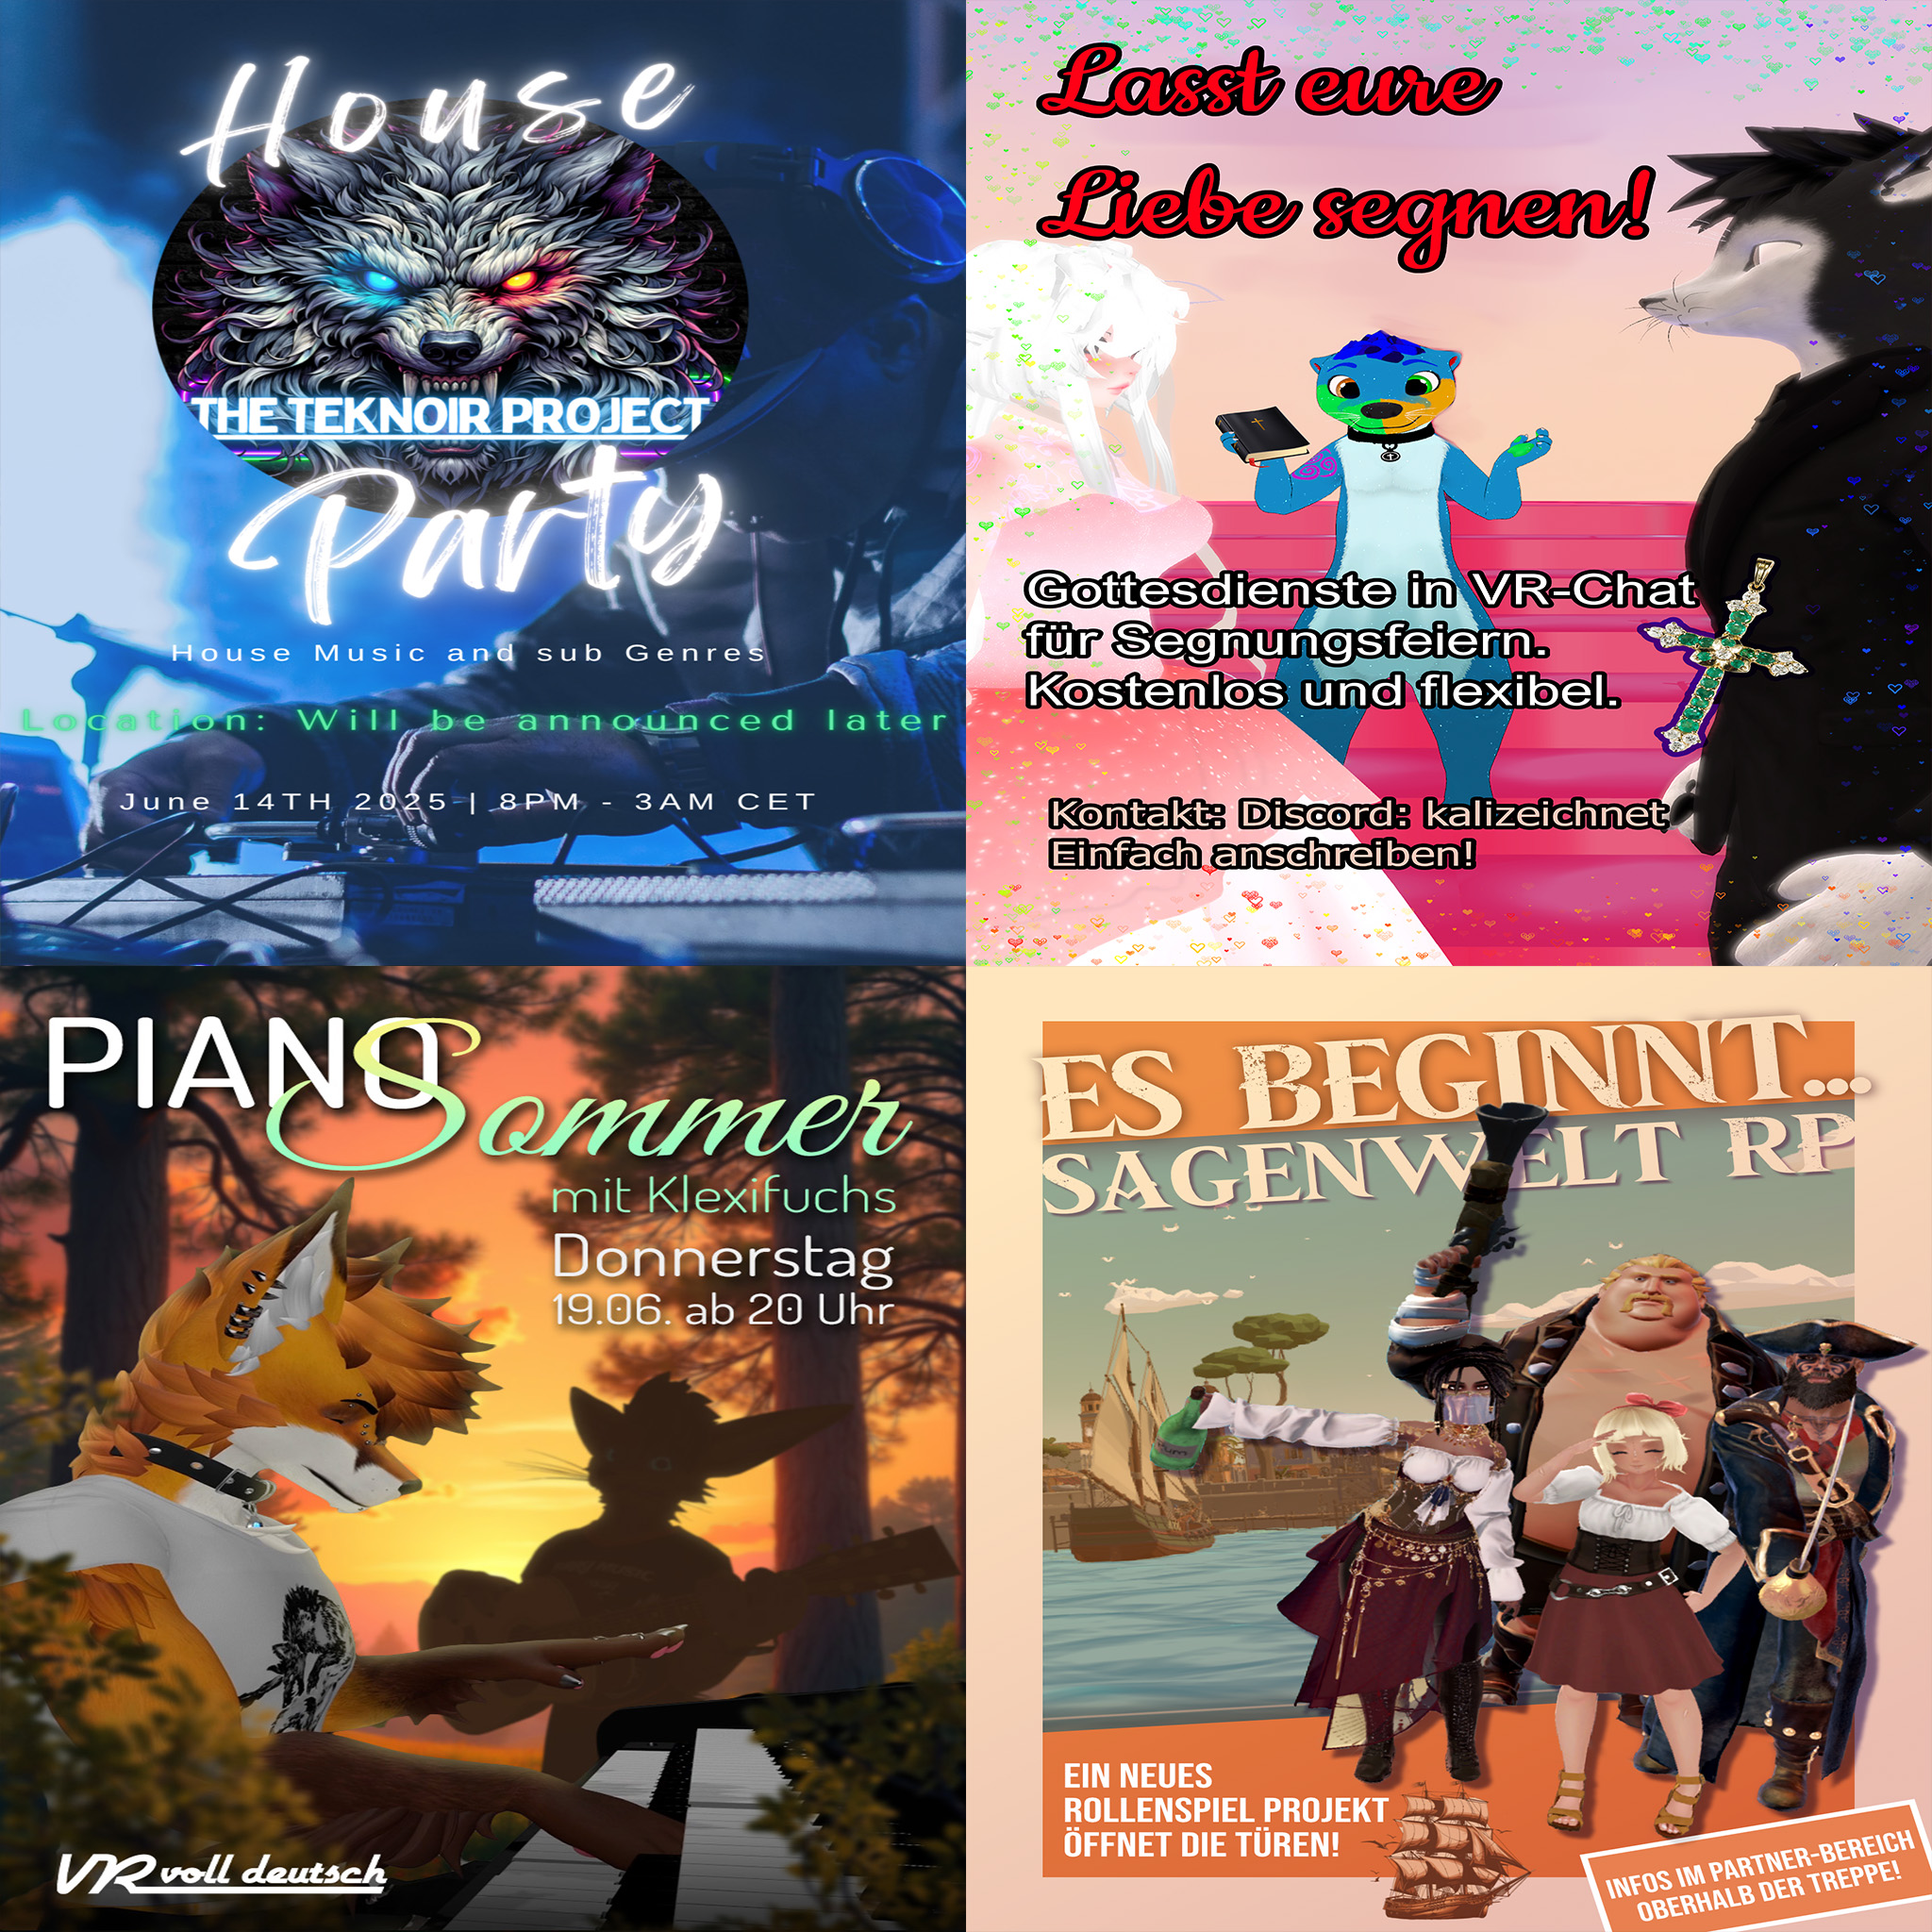 House
THE TEKNOIR PROJECT
Party
House Music and sub Genres
Location: Will be announced later
June 14TH 2025 | 8PM - 3AM CET
Lasst eure
Liebe segnen!
Gottesdienste in VR-Chat
für Segnungsfeiern.
Kostenlos und flexibel.
Kontakt: Discord: kalizeichnet
Einfach anschreiben!
PIANO
Sommer
mit Klexifuchs
Donnerstag
19.06. ab 20 Uhr
VR voll deutsch
ES BEGINNT...
SAGENWELT RP
EIN NEUES
ROLLENSPIEL PROJEKT
ÖFFNET DIE TÜREN!
INFOS IM PARTNER-BEREICH
OBERHALB DER TREPPE!